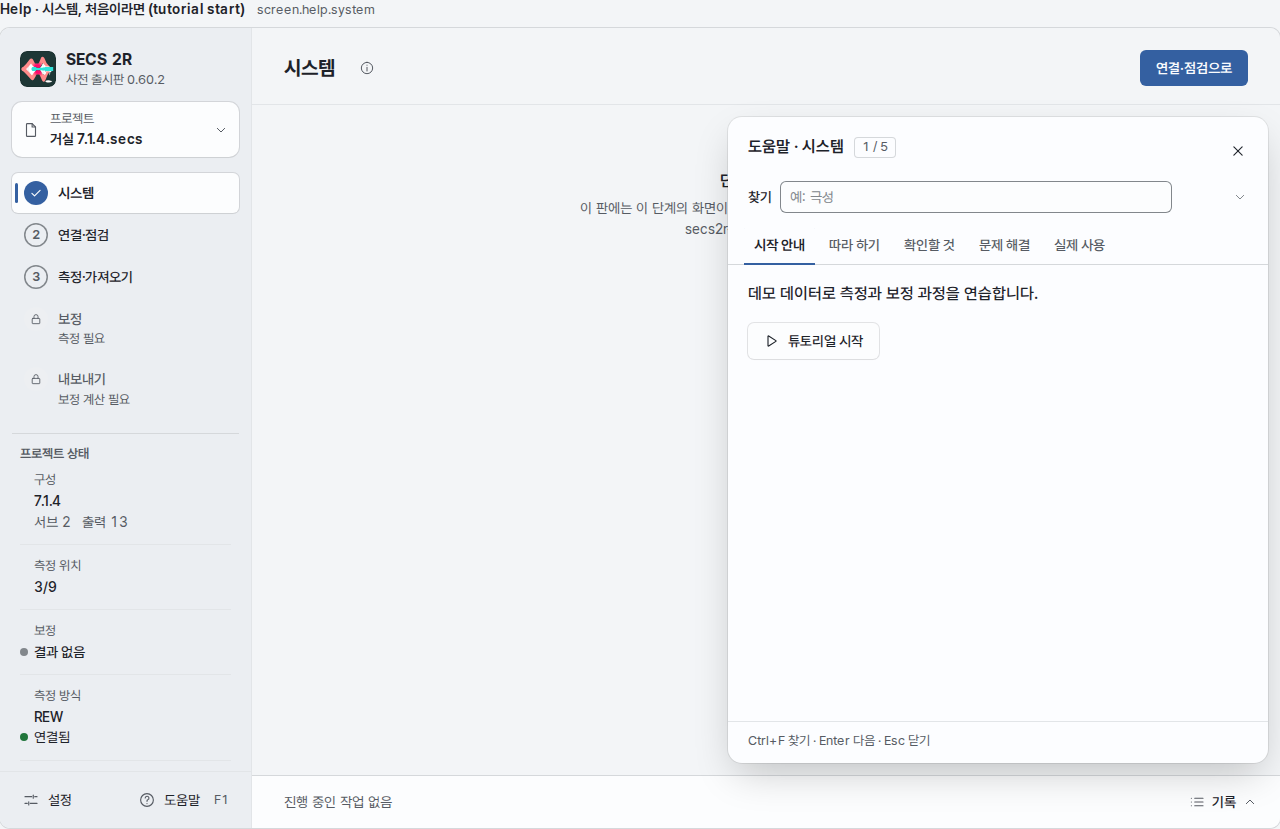 Help · 시스템, 처음이라면 (tutorial start) screen.help.system
SECS 2R
사전 출시판 0.60.2
프로젝트
거실 7.1.4.secs
시스템
2 연결·점검
3 측정·가져오기
보정
측정 필요
내보내기
보정 계산 필요
프로젝트 상태
구성
7.1.4
서브 2 출력 13
측정 위치
3/9
보정
결과 없음
측정 방식
REW
연결됨
설정
도움말 F1
시스템
연결·점검으로
이 판에는 이 단계의 화면이
secs2r
도움말 · 시스템 1 / 5
찾기 예: 극성
시작 안내 따라 하기 확인할 것 문제 해결 실제 사용
데모 데이터로 측정과 보정 과정을 연습합니다.
튜토리얼 시작
Ctrl+F 찾기 · Enter 다음 · Esc 닫기
진행 중인 작업 없음
기록